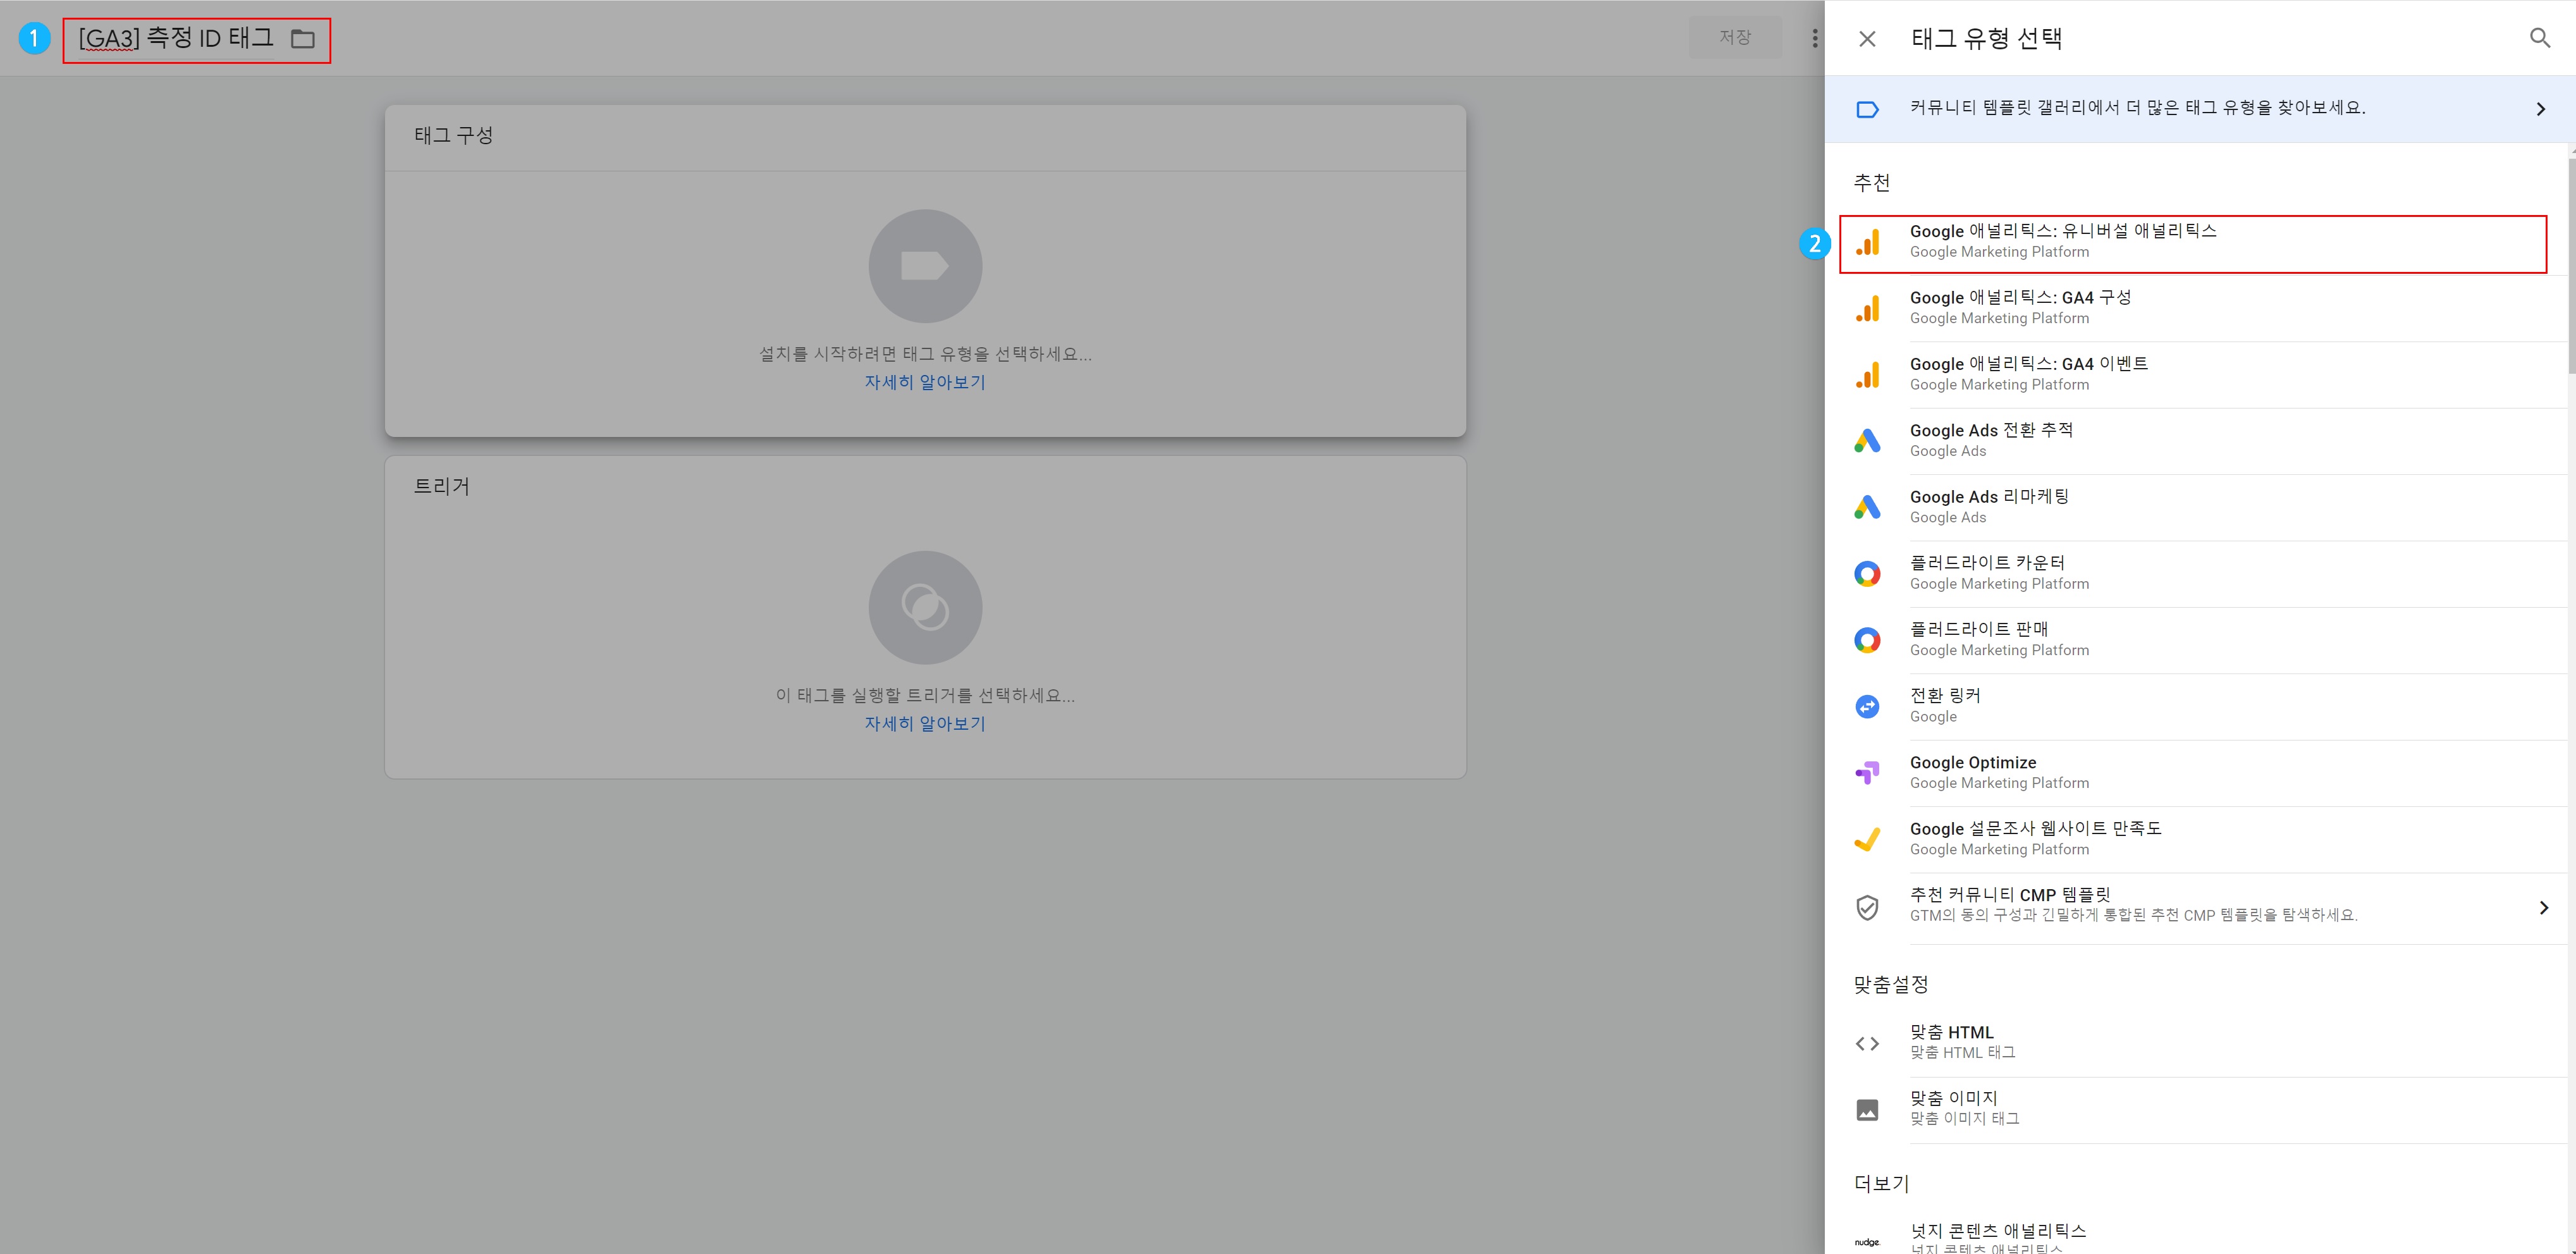 1
[GA3] 측정 ID 태그
저장
태그 구성
설치를 시작하려면 태그 유형을 선택하세요...
자세히 알아보기
트리거
이 태그를 실행할 트리거를 선택하세요...
자세히 알아보기
태그 유형 선택
커뮤니티 템플릿 갤러리에서 더 많은 태그 유형을 찾아보세요.
추천
2
Google 애널리틱스: 유니버설 애널리틱스
Google Marketing Platform
Google 애널리틱스: GA4 구성
Google Marketing Platform
Google 애널리틱스: GA4 이벤트
Google Marketing Platform
Google Ads 전환 추적
Google Ads
Google Ads 리마케팅
Google Ads
플러드라이트 카운터
Google Marketing Platform
플러드라이트 판매
Google Marketing Platform
전환 링커
Google
Google Optimize
Google Marketing Platform
Google 설문조사 웹사이트 만족도
Google Marketing Platform
추천 커뮤니티 CMP 템플릿
GTM의 동의 구성과 긴밀하게 통합된 추천 CMP 템플릿을 탐색하세요.
맞춤설정
맞춤 HTML
맞춤 HTML 태그
맞춤 이미지
맞춤 이미지 태그
더보기
nudge.
넛지 콘텐츠 애널리틱스
넛지 콘텐츠 애널리틱스